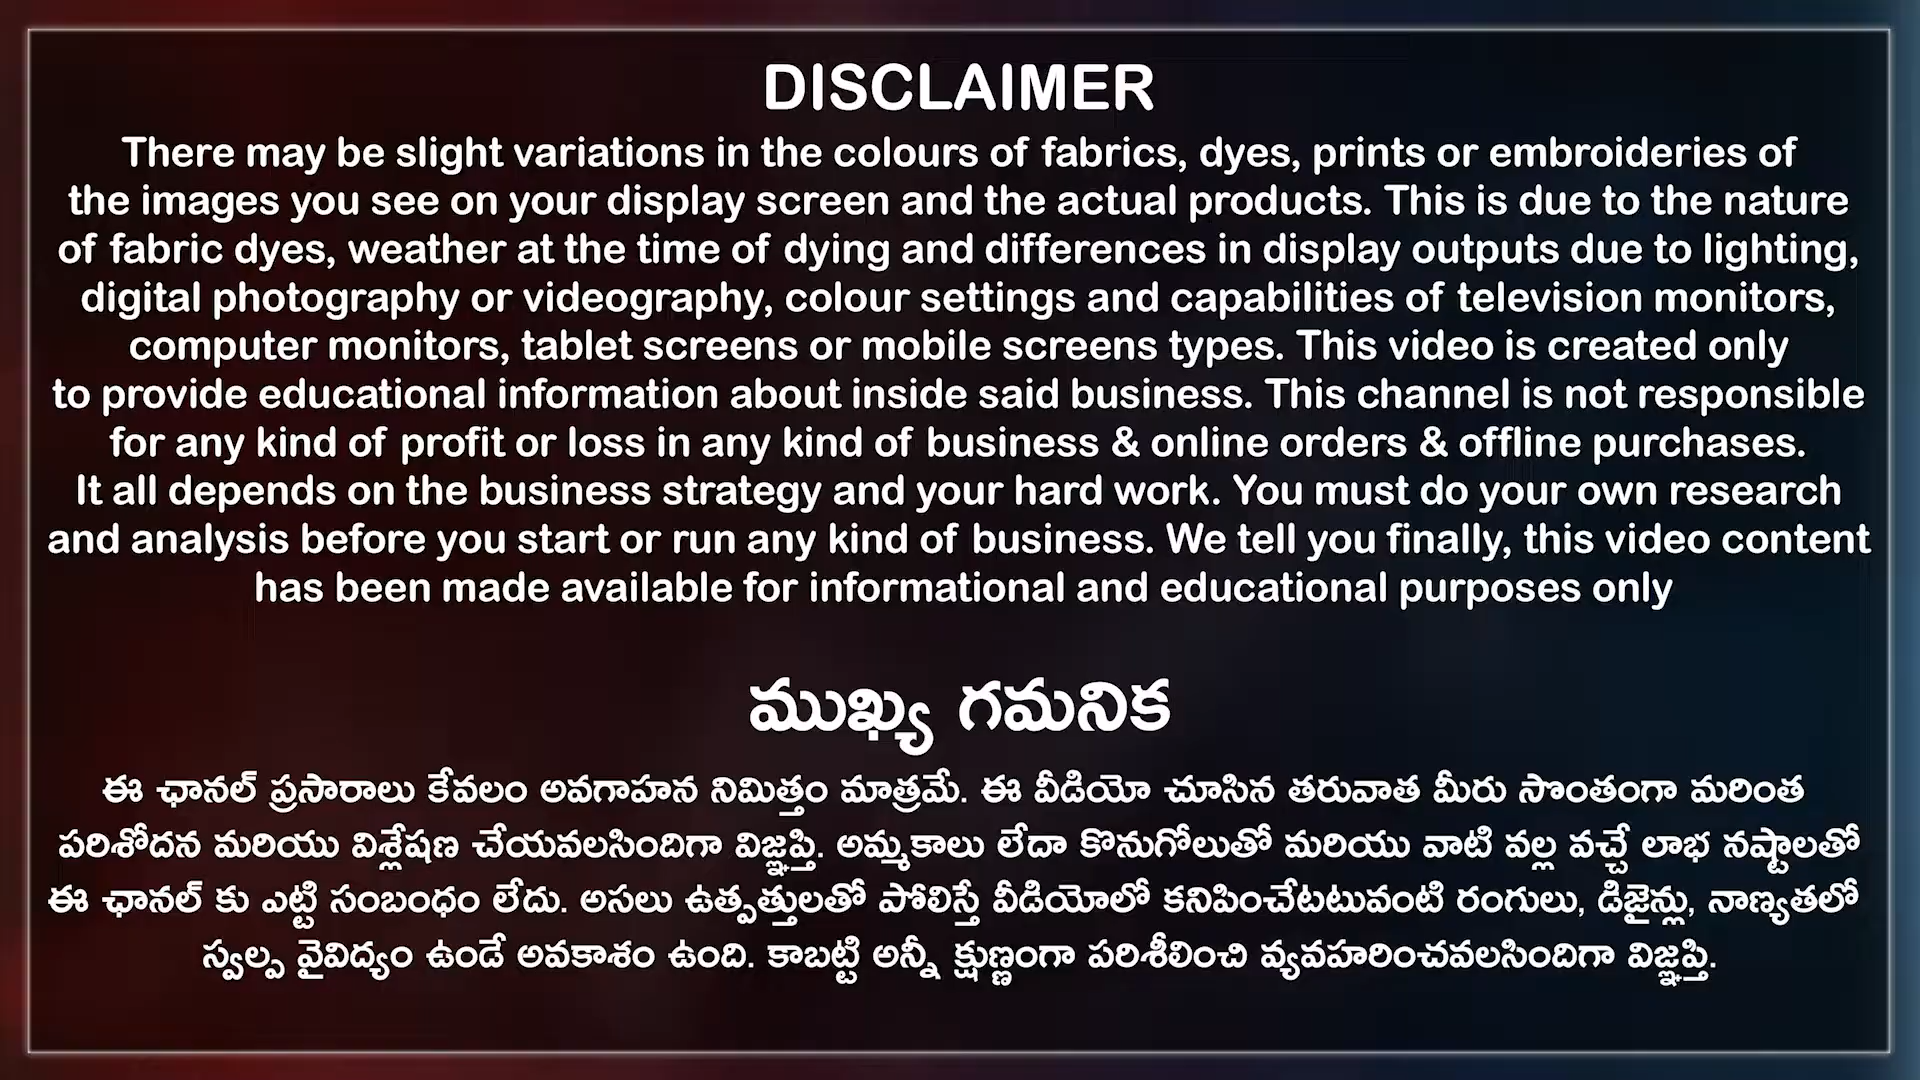 DISCLAIMER
There may be slight variations in the colours of fabrics, dyes, prints or embroideries of
the images you see on your display screen and the actual products. This is due to the nature
of fabric dyes, weather at the time of dying and differences in display outputs due to lighting,
digital photography or videography, colour settings and capabilities of television monitors,
computer monitors, tablet screens or mobile screens types. This video is created only
to provide educational information about inside said business. This channel is not responsible
for any kind of profit or loss in any kind of business & online orders & offline purchases.
It all depends on the business strategy and your hard work. You must do your own research
and analysis before you start or run any kind of business. We tell you finally, this video content
has been made available for informational and educational purposes only
ముఖ్య గమనిక
ఈ ఛానల్ ప్రసారాలు కేవలం అవగాహన నిమిత్తం మాత్రమే. ఈ వీడియో చూసిన తరువాత మీరు సొంతంగా మరింత
పరిశోదన మరియు విశ్లేషణ చేయవలసిందిగా విజ్ఞప్తి. అమ్మకాలు లేదా కొనుగోలుతో మరియు వాటి వల్ల వచ్చే లాభ నష్టాలతో
ఈ ఛానల్ కు ఎట్టి సంబంధం లేదు. అసలు ఉత్పత్తులతో పోలిస్తే వీడియోలో కనిపించేటటువంటి రంగులు, డిజైన్లు, నాణ్యతలో
స్వల్ప వైవిద్యం ఉండే అవకాశం ఉంది. కాబట్టి అన్నీ క్షుణ్ణంగా పరిశీలించి వ్యవహరించవలసిందిగా విజ్ఞప్తి.